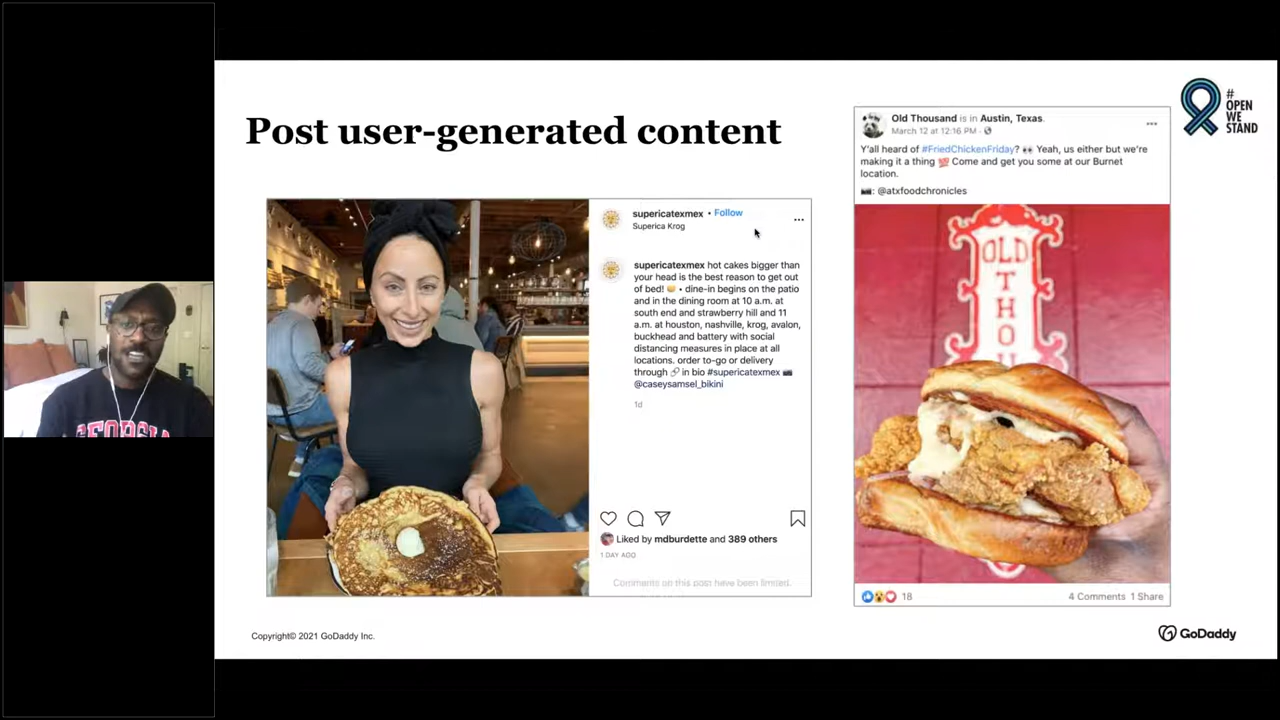 Post user-generated content
#
OPEN
WE
STAND
supericatexmex • Follow
Superica Krog
supericatexmex hot cakes bigger than
your head is the best reason to get out
of bed! 🥞 • dine-in begins on the patio
and in the dining room at 10 a.m. at
south end and strawberry hill and 11
a.m. at houston, nashville, krog, avalon,
buckhead and battery with social
distancing measures in place at all
locations. order to-go or delivery
through 🔗 in bio #supericatexmex 📷
@caseysamsel_bikini
1d
Liked by mdburdette and 389 others
1 DAY AGO
Comments on this post have been limited.
Old Thousand is in Austin, Texas.
March 12 at 12:16 PM ·
Y'all heard of #FriedChickenFriday? 👀 Yeah, us either but we're
making it a thing 💯 Come and get you some at our Burnet
location.
📷: @atxfoodchronicles
OLD
THOU
18
4 Comments 1 Share
GEORGIA
Copyright© 2021 GoDaddy Inc.
GoDaddy